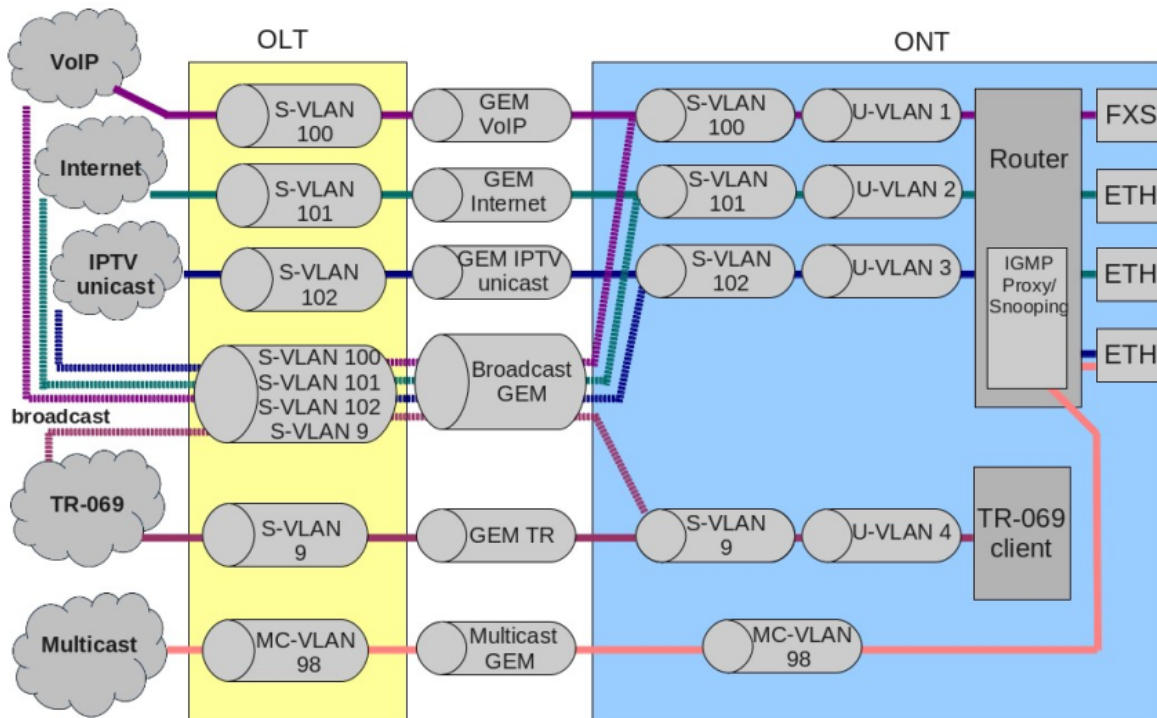 OLT
ONT
VoIP
S-VLAN
100
GEM
VoIP
S-VLAN
100
U-VLAN 1
Router
FXS
Internet
S-VLAN
101
GEM
Internet
S-VLAN
101
U-VLAN 2
ETH
IPTV
unicast
S-VLAN
102
GEM IPTV
unicast
S-VLAN
102
U-VLAN 3
IGMP
Proxy/
Snooping
ETH
S-VLAN 100
S-VLAN 101
S-VLAN 102
S-VLAN 9
Broadcast
GEM
ETH
broadcast
TR-069
S-VLAN
9
GEM TR
S-VLAN
9
U-VLAN 4
TR-069
client
Multicast
MC-VLAN
98
Multicast
GEM
MC-VLAN
98